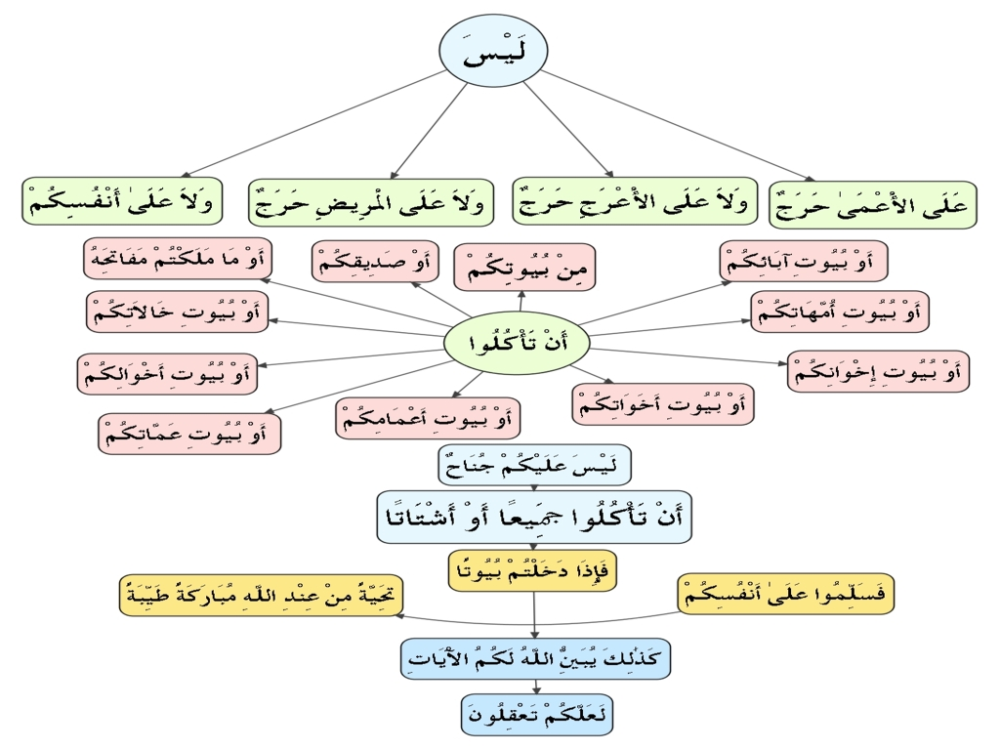 لَيْسَ
عَلَى الأَعْمَىٰ حَرَجٌ
وَلاَ عَلَى الأَعْرَجِ حَرَجٌ
وَلاَ عَلَى الْمَرِيضِ حَرَجٌ
وَلاَ عَلَىٰ أَنْفُسِكُمْ
أَنْ تَأْكُلُوا
مِنْ بُيُوتِكُمْ
أَوْ بُيُوتِ آبَائِكُمْ
أَوْ بُيُوتِ أُمَّهَاتِكُمْ
أَوْ بُيُوتِ إِخْوَانِكُمْ
أَوْ بُيُوتِ أَخَوَاتِكُمْ
أَوْ بُيُوتِ أَعْمَامِكُمْ
أَوْ بُيُوتِ عَمَّاتِكُمْ
أَوْ بُيُوتِ أَخْوَالِكُمْ
أَوْ بُيُوتِ خَالاَتِكُمْ
أَوْ مَا مَلَكْتُمْ مَفَاتِحَهُ
أَوْ صَدِيقِكُمْ
لَيْسَ عَلَيْكُمْ جُنَاحٌ
أَنْ تَأْكُلُوا جَمِيعًا أَوْ أَشْتَاتًا
فَإِذَا دَخَلْتُمْ بُيُوتًا
فَسَلِّمُوا عَلَىٰ أَنْفُسِكُمْ
تَحِيَّةً مِنْ عِنْدِ اللَّهِ مُبَارَكَةً طَيِّبَةً
كَذَٰلِكَ يُبَيِّنُ اللَّهُ لَكُمُ الآيَاتِ
لَعَلَّكُمْ تَعْقِلُونَ